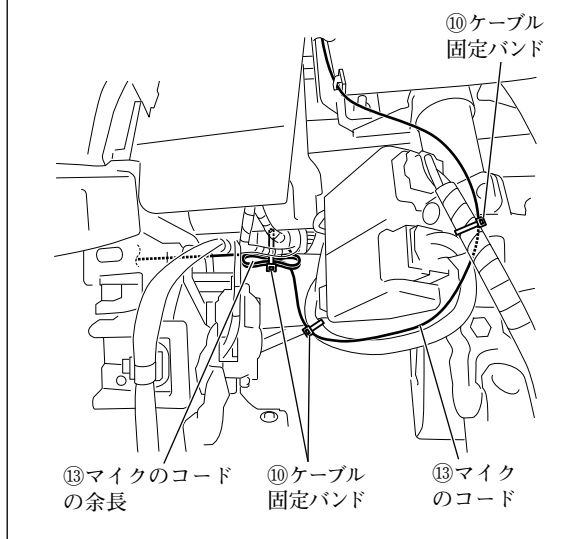 ⑩ケーブル
固定バンド
⑬マイクのコード
の余長
⑩ケーブル
固定バンド
⑬マイク
のコード